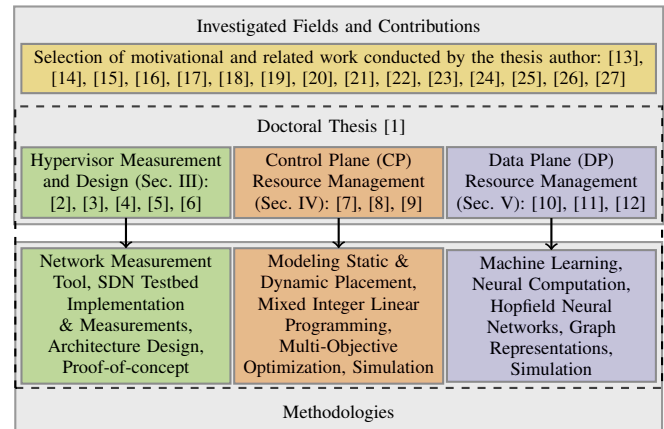 Investigated Fields and Contributions
Selection of motivational and related work conducted by the thesis author: [13],
[14], [15], [16], [17], [18], [19], [20], [21], [22], [23], [24], [25], [26], [27]
Doctoral Thesis [1]
Hypervisor Measurement
and Design (Sec. III):
[2], [3], [4], [5], [6]
Control Plane (CP)
Resource Management
(Sec. IV): [7], [8], [9]
Data Plane (DP)
Resource Management
(Sec. V): [10], [11], [12]
Network Measurement
Tool, SDN Testbed
Implementation
& Measurements,
Architecture Design,
Proof-of-concept
Modeling Static &
Dynamic Placement,
Mixed Integer Linear
Programming,
Multi-Objective
Optimization, Simulation
Machine Learning,
Neural Computation,
Hopfield Neural
Networks, Graph
Representations,
Simulation
Methodologies